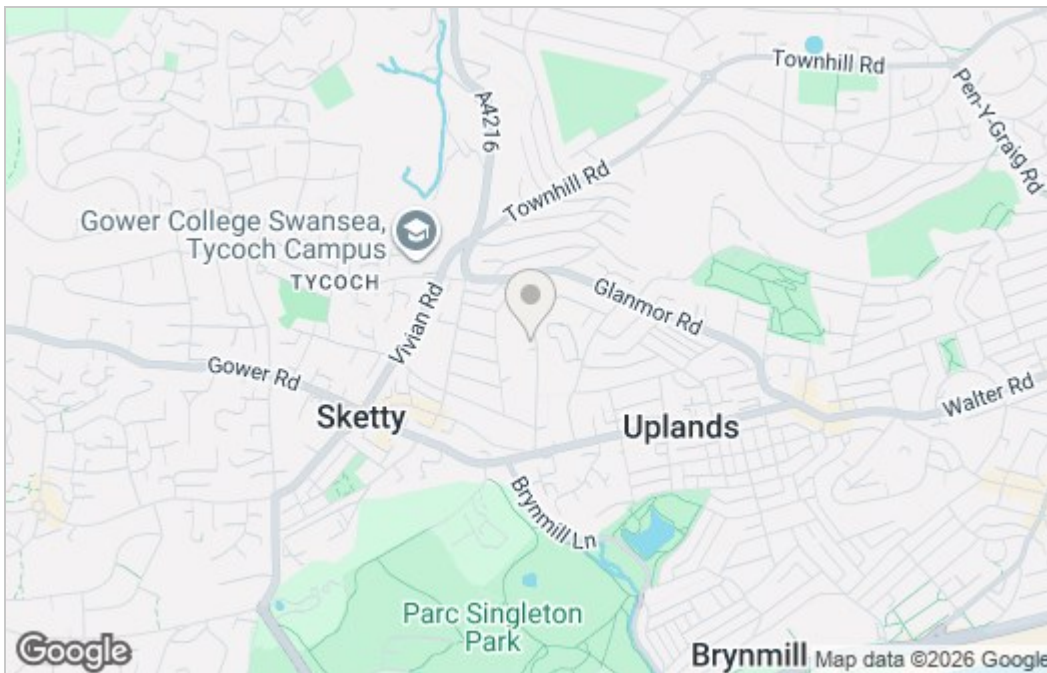 Townhill Rd
A4216
Pen-Y-Graig Rd
Townhill Rd
Gower College Swansea,
Tycoch Campus
TYCOCH
Glanmor Rd
Vivian Rd
Gower Rd
Walter Rd
Sketty
Uplands
Brynmill Ln
Parc Singleton
Park
Brynmill
Google
Map data ©2026 Google